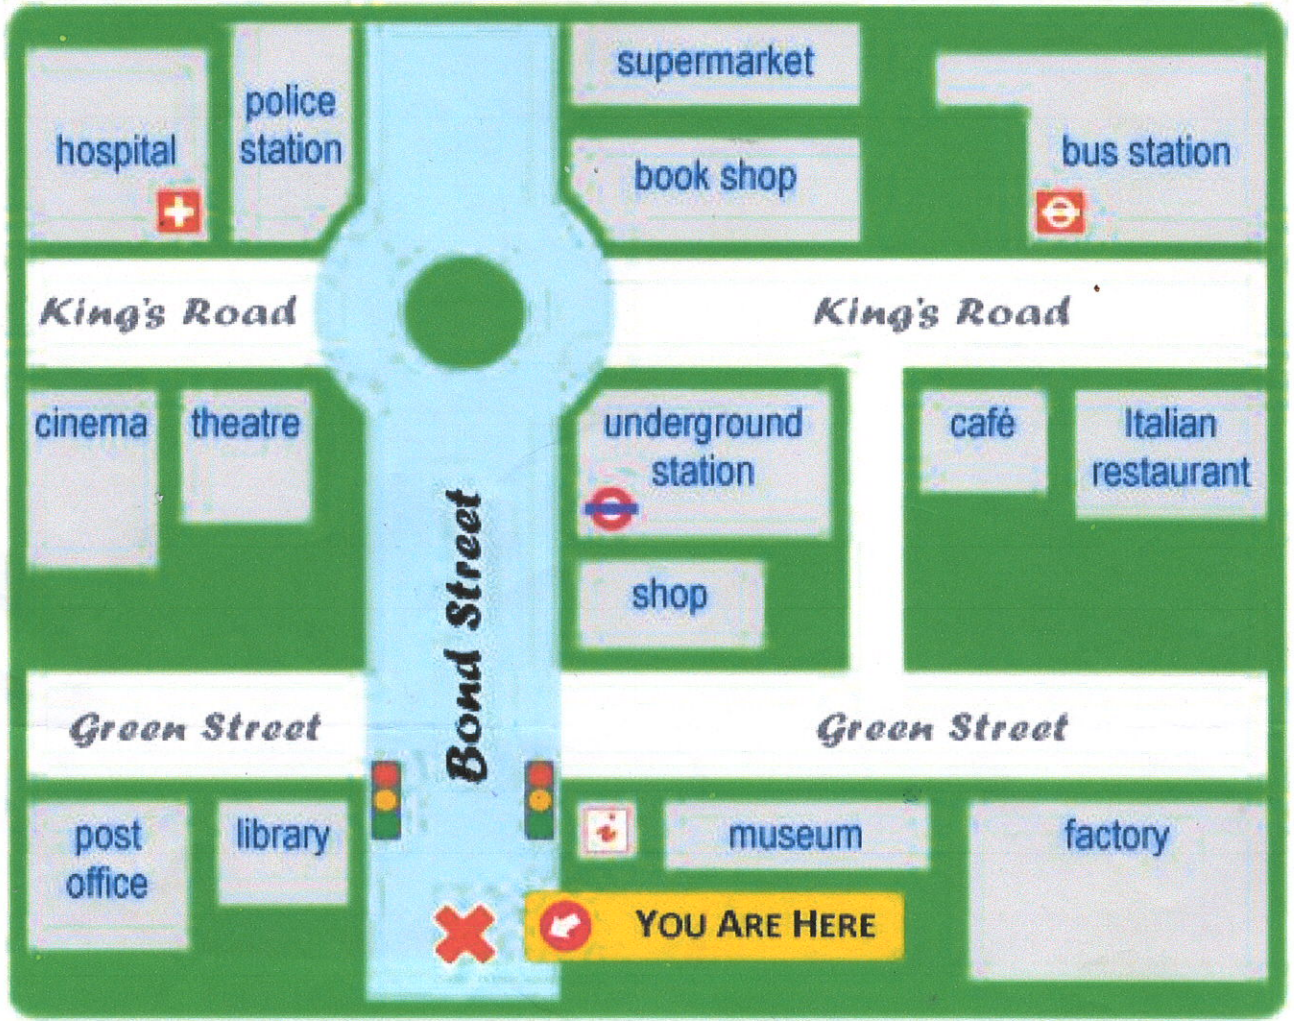 supermarket
police
station
hospital
book shop
bus station
King's Road
King's Road
cinema
theatre
underground
station
café
Italian
restaurant
Bond Street
shop
Green Street
Green Street
post
office
library
i
museum
factory
YOU ARE HERE